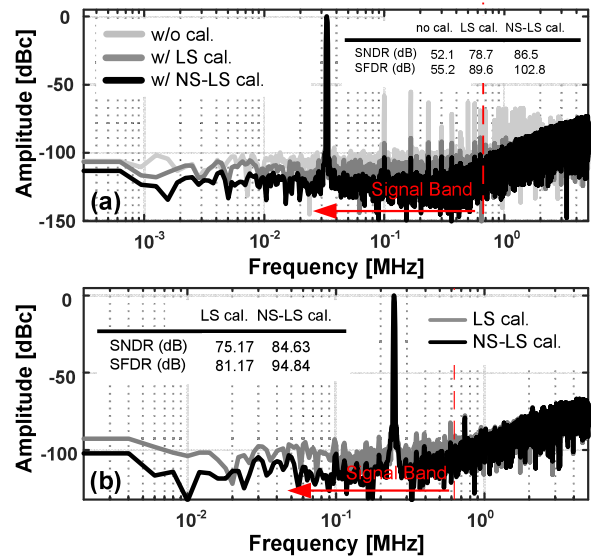 0
w/o cal.
w/ LS cal.
w/ NS-LS cal.
no cal. LS cal. NS-LS cal.
SNDR (dB) 52.1 78.7 86.5
SFDR (dB) 55.2 89.6 102.8
Amplitude [dBc]
-50
-100
-150
(a)
Signal Band
10-3 10-2 10-1 100
Frequency [MHz]
0
LS cal. NS-LS cal.
SNDR (dB) 75.17 84.63
SFDR (dB) 81.17 94.84
LS cal.
NS-LS cal.
Amplitude [dBc]
-50
-100
(b)
Signal Band
10-2 10-1 100
Frequency [MHz]